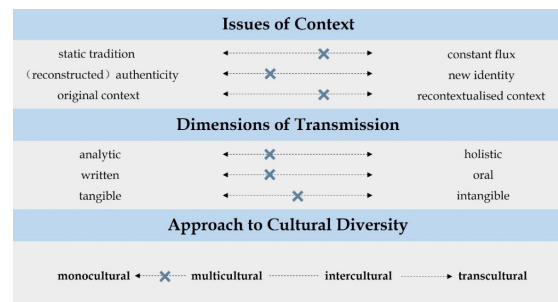 Issues of Context
static tradition constant flux
（reconstructed）authenticity new identity
original context recontextualised context
Dimensions of Transmission
analytic holistic
written oral
tangible intangible
Approach to Cultural Diversity
monocultural multicultural intercultural transcultural